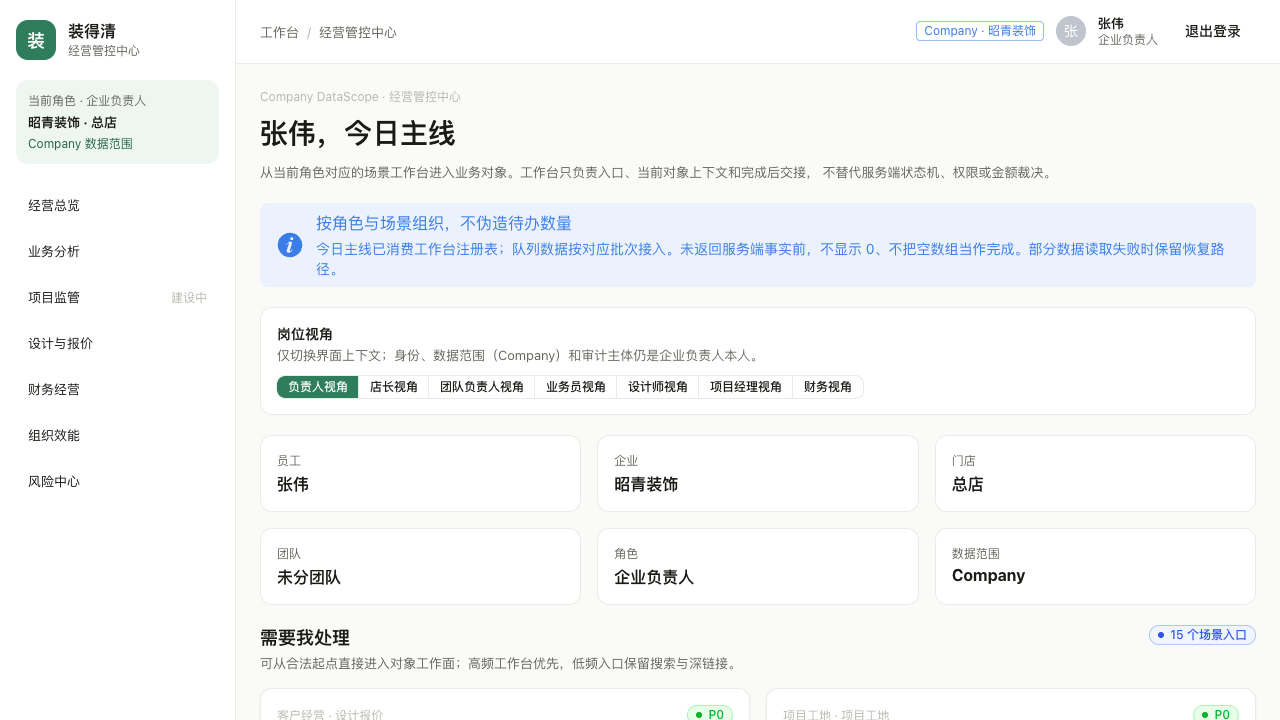 装
装得清
经营管控中心
当前角色 · 企业负责人
昭青装饰 · 总店
Company 数据范围
经营总览
业务分析
项目监管
建设中
设计与报价
财务经营
组织效能
风险中心
工作台 / 经营管控中心
Company · 昭青装饰
张
张伟
企业负责人
退出登录
Company DataScope · 经营管控中心
张伟，今日主线
从当前角色对应的场景工作台进入业务对象。工作台只负责入口、当前对象上下文和完成后交接， 不替代服务端状态机、权限或金额裁决。
按角色与场景组织，不伪造待办数量
今日主线已消费工作台注册表；队列数据按对应批次接入。未返回服务端事实前，不显示 0、不把空数组当作完成。部分数据读取失败时保留恢复路
径。
岗位视角
仅切换界面上下文；身份、数据范围（Company）和审计主体仍是企业负责人本人。
负责人视角 店长视角 团队负责人视角 业务员视角 设计师视角 项目经理视角 财务视角
员工
张伟
企业
昭青装饰
门店
总店
团队
未分团队
角色
企业负责人
数据范围
Company
需要我处理
15 个场景入口
可从合法起点直接进入对象工作面；高频工作台优先，低频入口保留搜索与深链接。
客户经营 · 设计报价
P0
项目工地 · 项目工地
P0